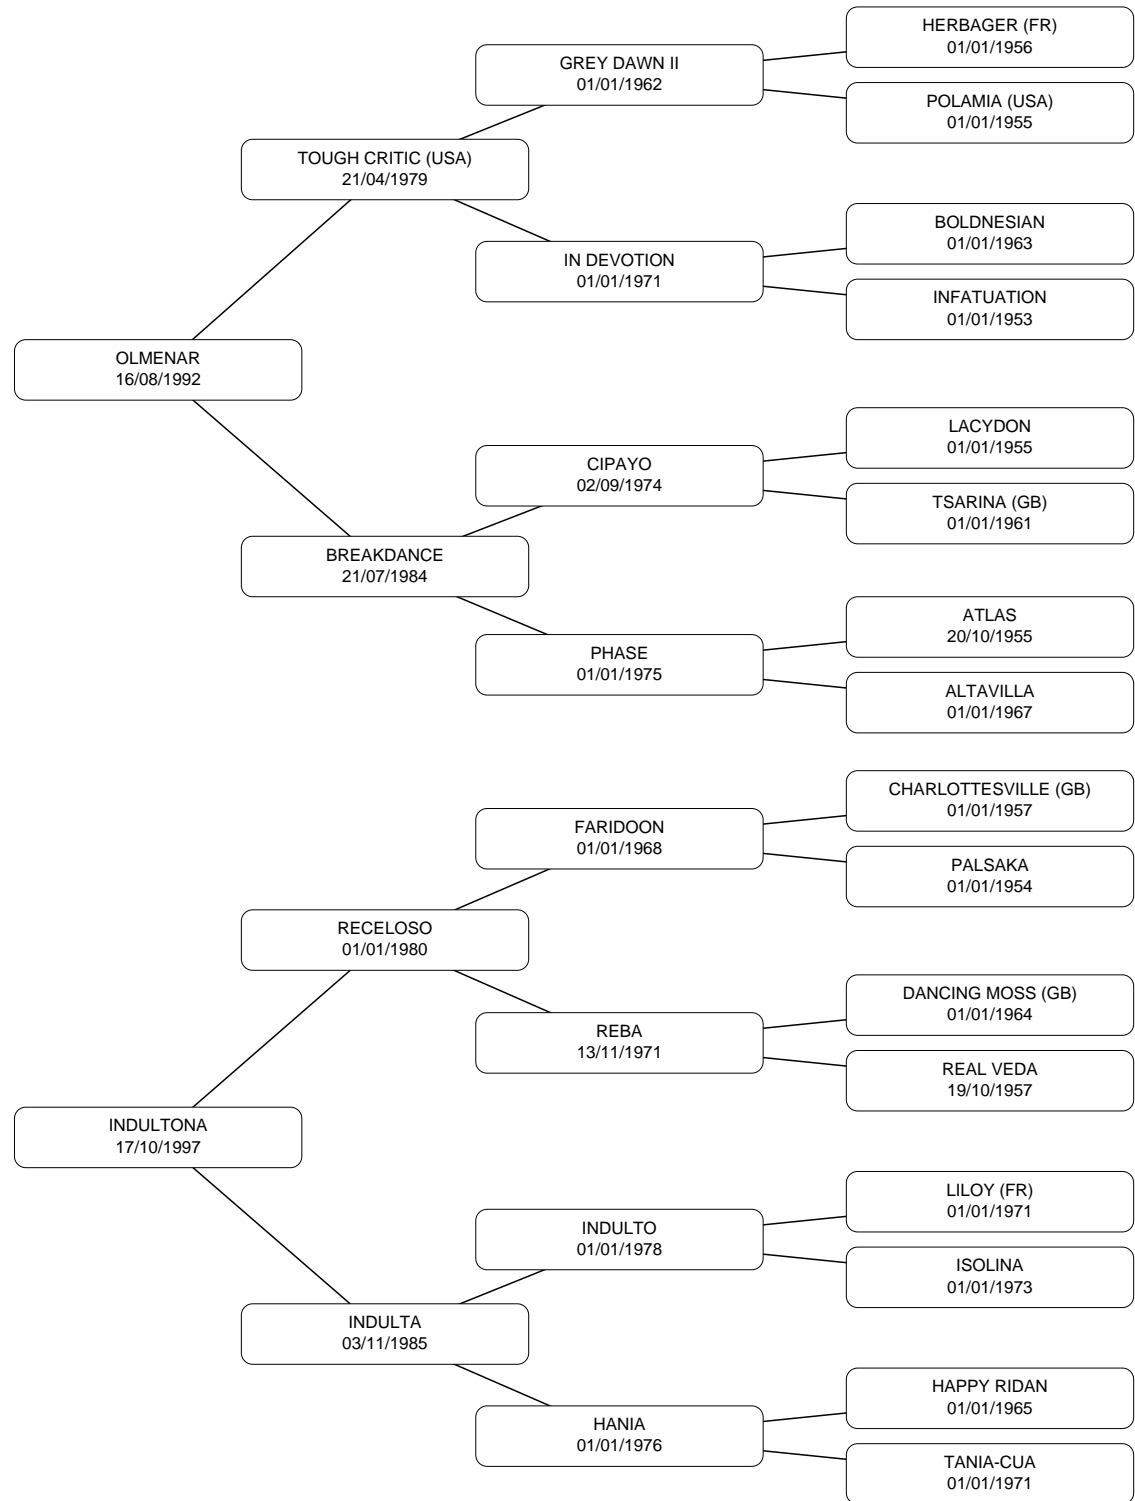 HERBAGER (FR)
01/01/1956
GREY DAWN II
01/01/1962
POLAMIA (USA)
01/01/1955
TOUGH CRITIC (USA)
21/04/1979
BOLDNESIAN
01/01/1963
IN DEVOTION
01/01/1971
INFATUATION
01/01/1953
OLMENAR
16/08/1992
LACYDON
01/01/1955
CIPAYO
02/09/1974
TSARINA (GB)
01/01/1961
BREAKDANCE
21/07/1984
ATLAS
20/10/1955
PHASE
01/01/1975
ALTAVILLA
01/01/1967
CHARLOTTESVILLE (GB)
01/01/1957
FARIDOON
01/01/1968
PALSAKA
01/01/1954
RECELOSO
01/01/1980
DANCING MOSS (GB)
01/01/1964
REBA
13/11/1971
REAL VEDA
19/10/1957
INDULTONA
17/10/1997
LILOY (FR)
01/01/1971
INDULTO
01/01/1978
ISOLINA
01/01/1973
INDULTA
03/11/1985
HAPPY RIDAN
01/01/1965
HANIA
01/01/1976
TANIA-CUA
01/01/1971